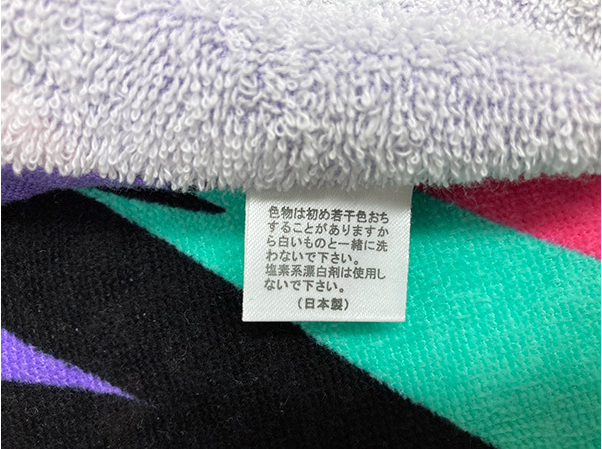 色物は初め若干色おち
することがありますか
ら白いものと一緒に洗
わないで下さい。
塩素系漂白剤は使用し
ないで下さい。
（日本製）